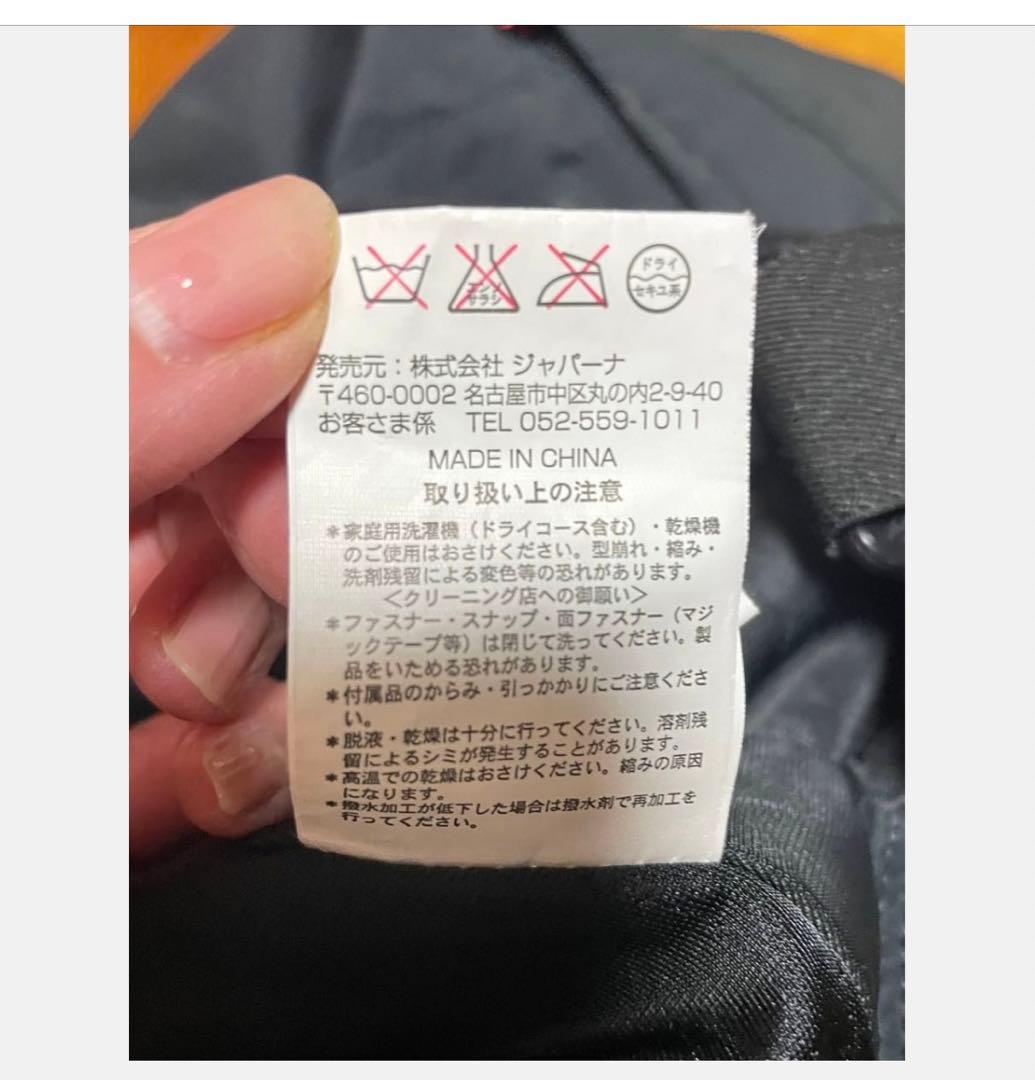 エンソ
サラシ
ドライ
セキユ系
発売元：株式会社 ジャパーナ
〒460-0002 名古屋市中区丸の内2-9-40
お客さま係 TEL 052-559-1011
MADE IN CHINA
取り扱い上の注意
＊家庭用洗濯機（ドライコース含む）・乾燥機
のご使用はおさけください。型崩れ・縮み・
洗剤残留による変色等の恐れがあります。
＜クリーニング店への御願い＞
＊ファスナー・スナップ・面ファスナー（マジ
ックテープ等）は閉じて洗ってください。製
品をいためる恐れがあります。
＊付属品のからみ・引っかかりにご注意くださ
い。
＊脱液・乾燥は十分に行ってください。溶剤残
留によるシミが発生することがあります。
＊高温での乾燥はおさけください。縮みの原因
になります。
＊撥水加工が低下した場合は撥水剤で再加工を
行ってください。